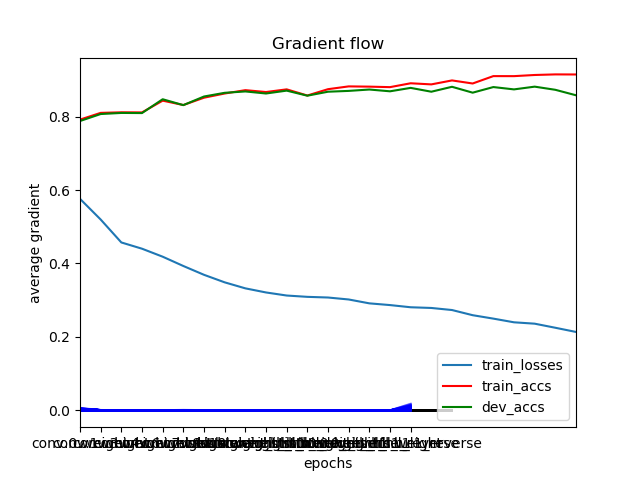 Gradient flow
average gradient
0.8
0.6
0.4
0.2
0.0
train_losses
train_accs
dev_accs
epochs